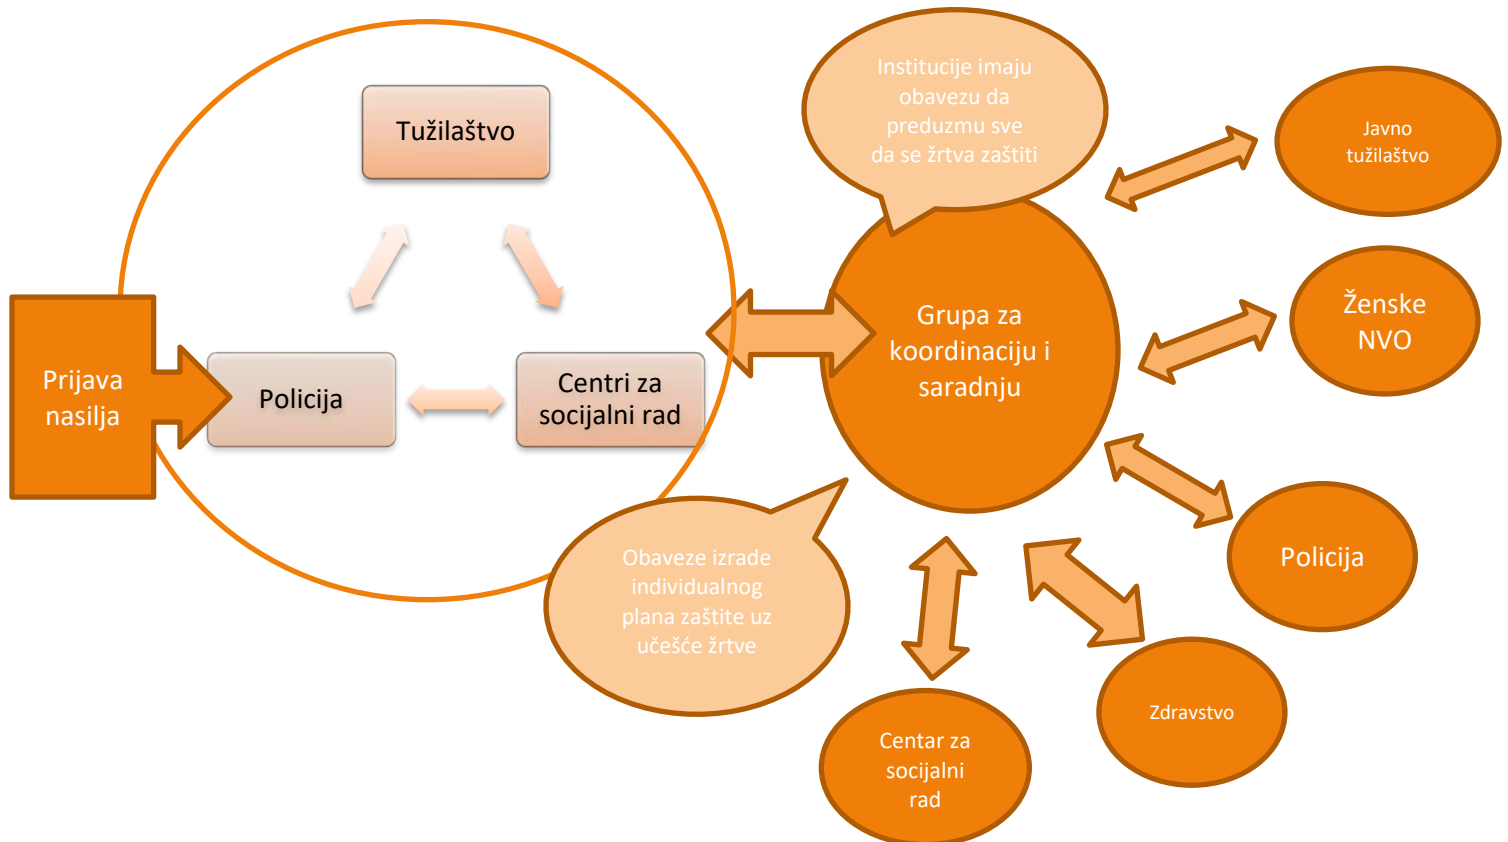 Prijava
nasilja
Tužilaštvo
Policija
Centri za
socijalni rad
Institucije imaju
obavezu da
preduzmu sve
da se žrtva zaštiti
Grupa za
koordinaciju i
saradnju
Obaveze izrade
individualnog
plana zaštite uz
učešće žrtve
Javno
tužilaštvo
Ženske
NVO
Policija
Zdravstvo
Centar za
socijalni
rad